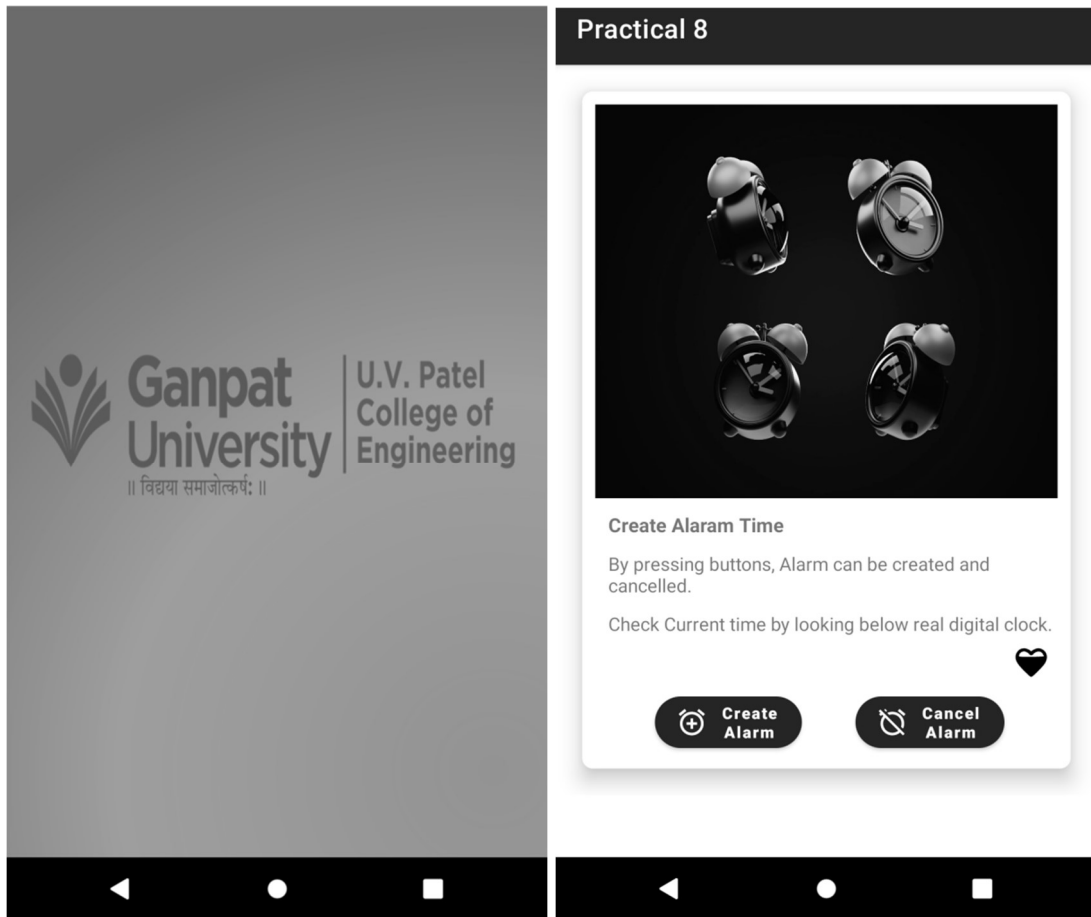 Ganpat
University
॥ विद्यया समाजोत्कर्ष: ॥
U.V. Patel
College of
Engineering
Practical 8
Create Alaram Time
By pressing buttons, Alarm can be created and
cancelled.
Check Current time by looking below real digital clock.
Create
Alarm
Cancel
Alarm